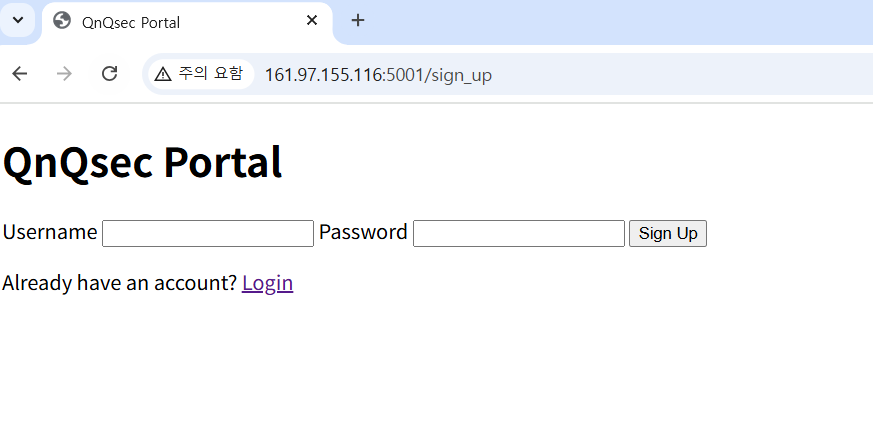 QnQsec Portal
주의 요함 161.97.155.116:5001/sign_up
QnQsec Portal
Username Password Sign Up
Already have an account? Login